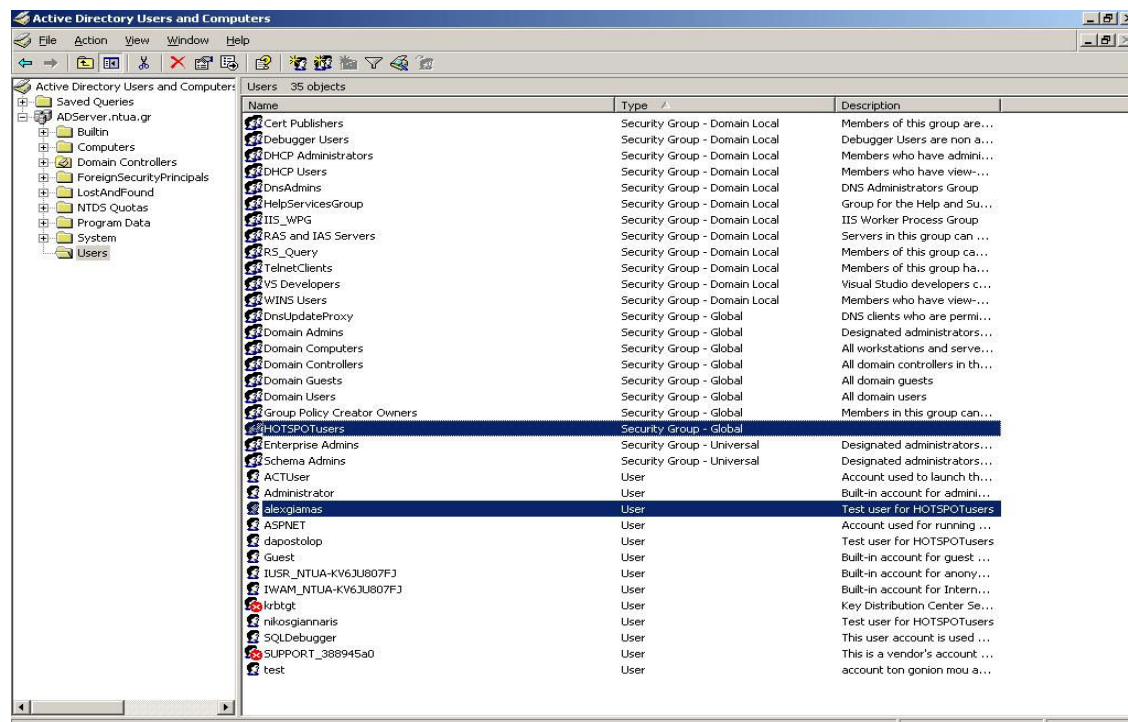 Active Directory Users and Computers
File Action View Window Help
Active Directory Users and Computers
Saved Queries
ADServer.ntua.gr
Builtin
Computers
Domain Controllers
ForeignSecurityPrincipals
LostAndFound
NTDS Quotas
Program Data
System
Users
Users 35 objects
Name Type Description
Cert Publishers Security Group - Domain Local Members of this group are...
Debugger Users Security Group - Domain Local Debugger Users are non a...
DHCP Administrators Security Group - Domain Local Members who have admini...
DHCP Users Security Group - Domain Local Members who have view-...
DnsAdmins Security Group - Domain Local DNS Administrators Group
HelpServicesGroup Security Group - Domain Local Group for the Help and Su...
IIS_WPG Security Group - Domain Local IIS Worker Process Group
RAS and IAS Servers Security Group - Domain Local Servers in this group can ...
RS_Query Security Group - Domain Local Members of this group ca...
TelnetClients Security Group - Domain Local Members of this group ha...
VS Developers Security Group - Domain Local Visual Studio developers c...
WINS Users Security Group - Domain Local Members who have view-...
DnsUpdateProxy Security Group - Global DNS clients who are permi...
Domain Admins Security Group - Global Designated administrators...
Domain Computers Security Group - Global All workstations and serve...
Domain Controllers Security Group - Global All domain controllers in th...
Domain Guests Security Group - Global All domain guests
Domain Users Security Group - Global All domain users
Group Policy Creator Owners Security Group - Global Members in this group can...
HOTSPOTusers Security Group - Global
Enterprise Admins Security Group - Universal Designated administrators...
Schema Admins Security Group - Universal Designated administrators...
ACTUser User Account used to launch th...
Administrator User Built-in account for admini...
alexgiamas User Test user for HOTSPOTusers
ASPNET User Account used for running ...
dapostolop User Test user for HOTSPOTusers
Guest User Built-in account for guest ...
IUSR_NTUA-KV6JU807FJ User Built-in account for anony...
IWAM_NTUA-KV6JU807FJ User Built-in account for Intern...
krbtgt User Key Distribution Center Se...
nikosgiannaris User Test user for HOTSPOTusers
SQLDebugger User This user account is used ...
SUPPORT_388945a0 User This is a vendor's account ...
test User account ton gonion mou a...